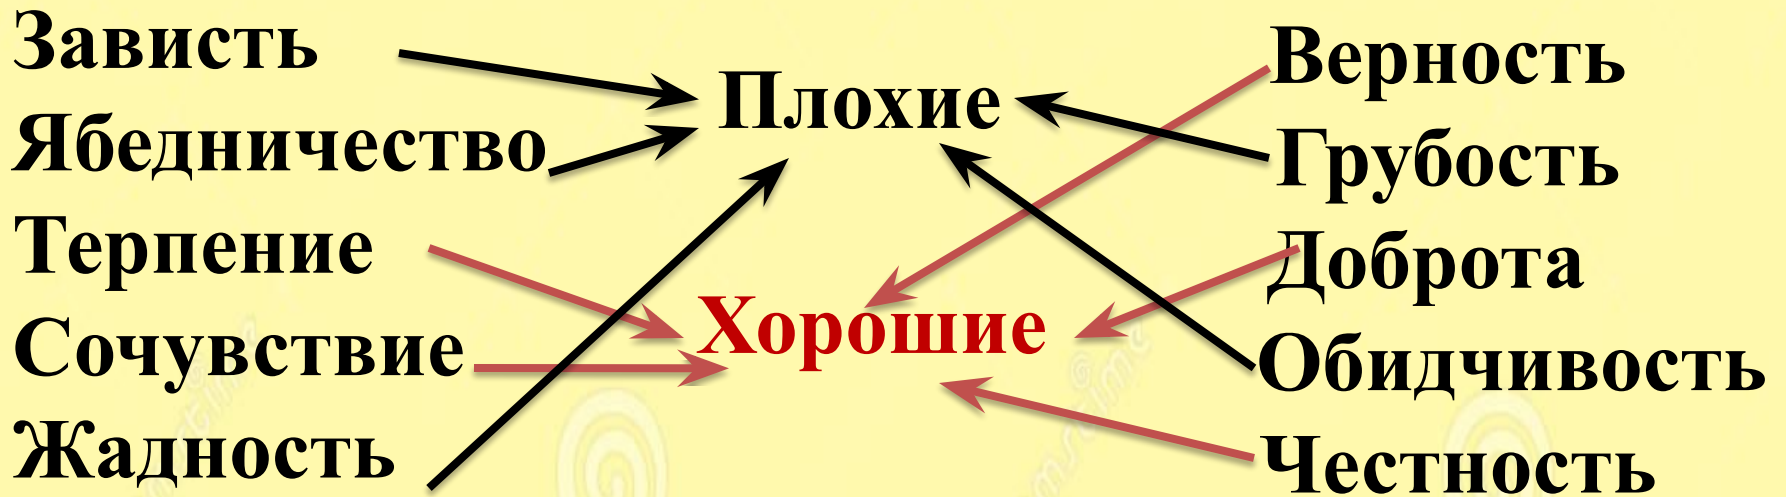 Зависть
Ябедничество
Терпение
Сочувствие
Жадность
Плохие
Хорошие
Верность
Грубость
Доброта
Обидчивость
Честность